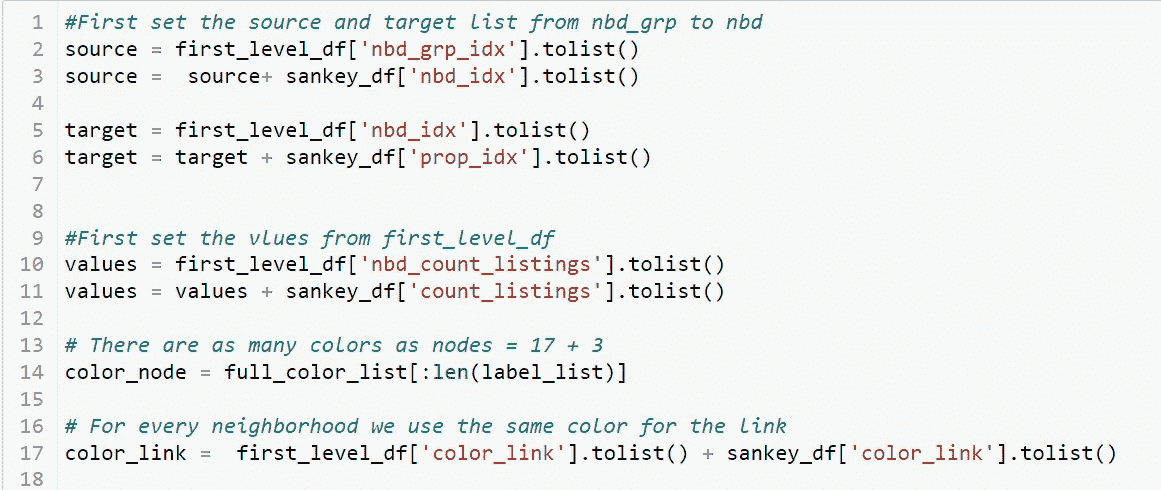 1 #First set the source and target list from nbd_grp to nbd
2 source = first_level_df['nbd_grp_idx'].tolist()
3 source =  source+ sankey_df['nbd_idx'].tolist()
4
5 target = first_level_df['nbd_idx'].tolist()
6 target = target + sankey_df['prop_idx'].tolist()
7
8
9 #First set the vlues from first_level_df
10 values = first_level_df['nbd_count_listings'].tolist()
11 values = values + sankey_df['count_listings'].tolist()
12
13 # There are as many colors as nodes = 17 + 3
14 color_node = full_color_list[:len(label_list)]
15
16 # For every neighborhood we use the same color for the link
17 color_link =  first_level_df['color_link'].tolist() + sankey_df['color_link'].tolist()
18